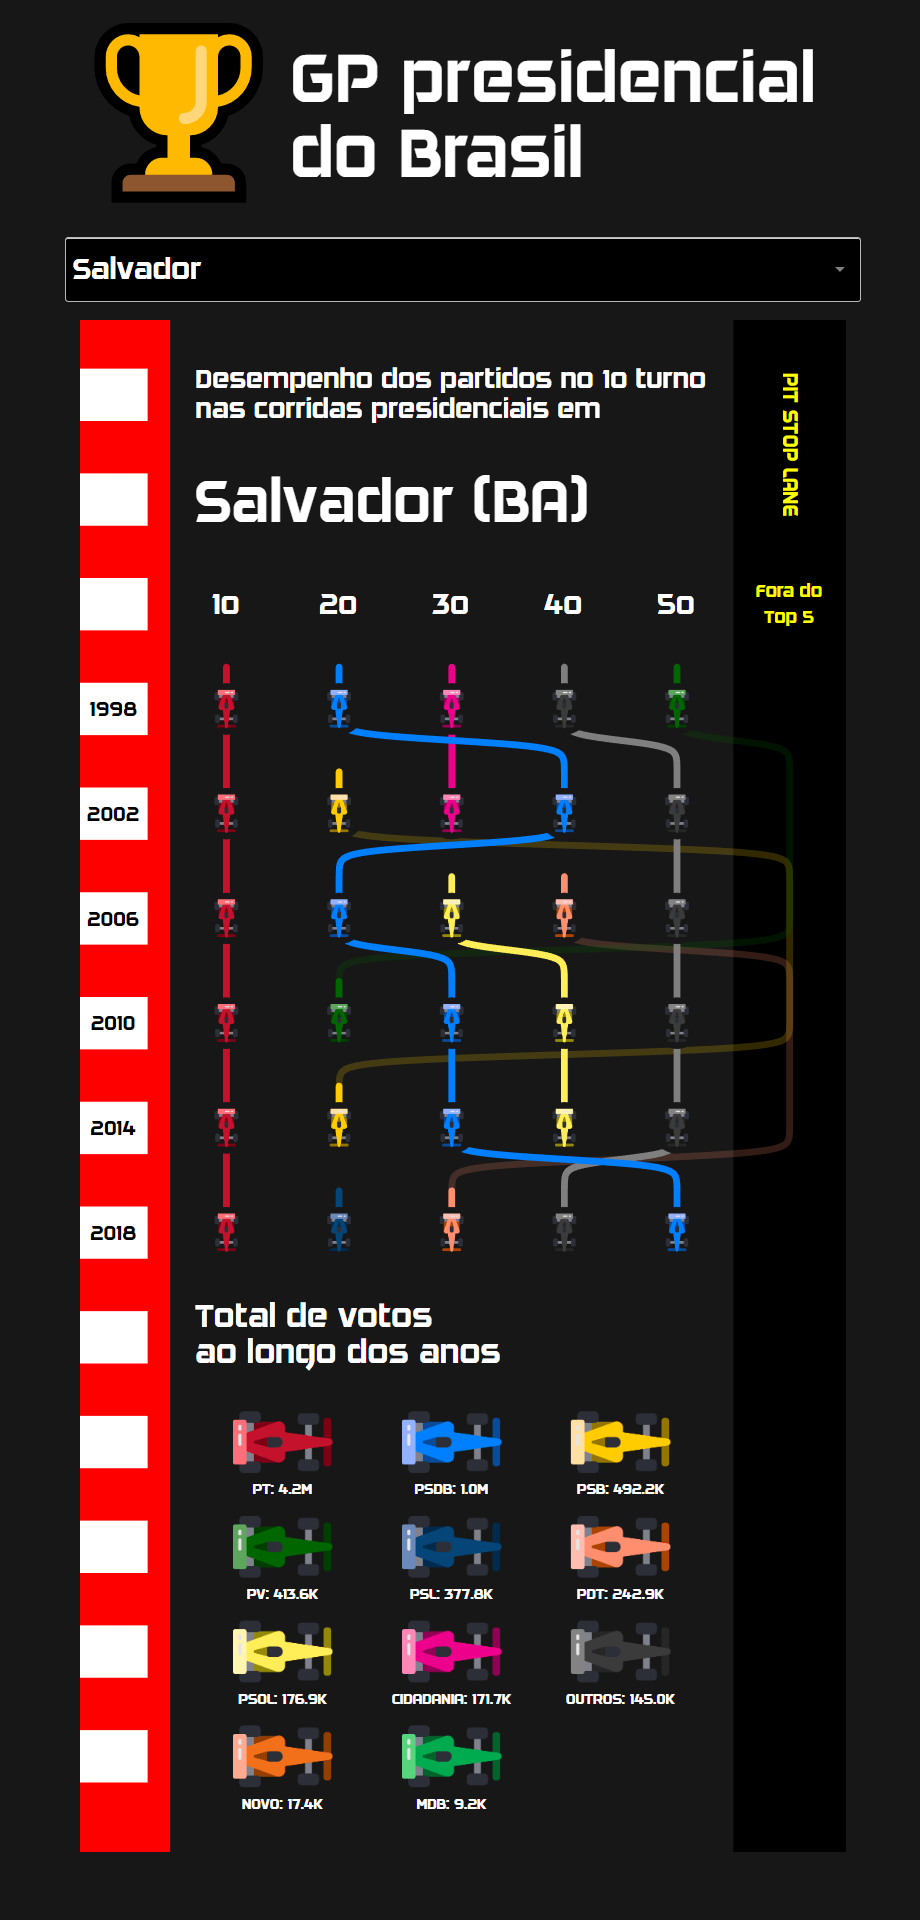 GP presidencial
do Brasil
Salvador
Desempenho dos partidos no 1o turno
nas corridas presidenciais em
Salvador (BA)
PIT STOP LANE
Fora do
Top 5
1o 2o 3o 4o 5o
1998
2002
2006
2010
2014
2018
Total de votos
ao longo dos anos
PT: 4.2M PSDB: 1.0M PSB: 492.2K
PV: 413.6K PSL: 377.8K PDT: 242.9K
PSOL: 176.9K CIDADANIA: 171.7K OUTROS: 145.0K
NOVO: 17.4K MDB: 9.2K